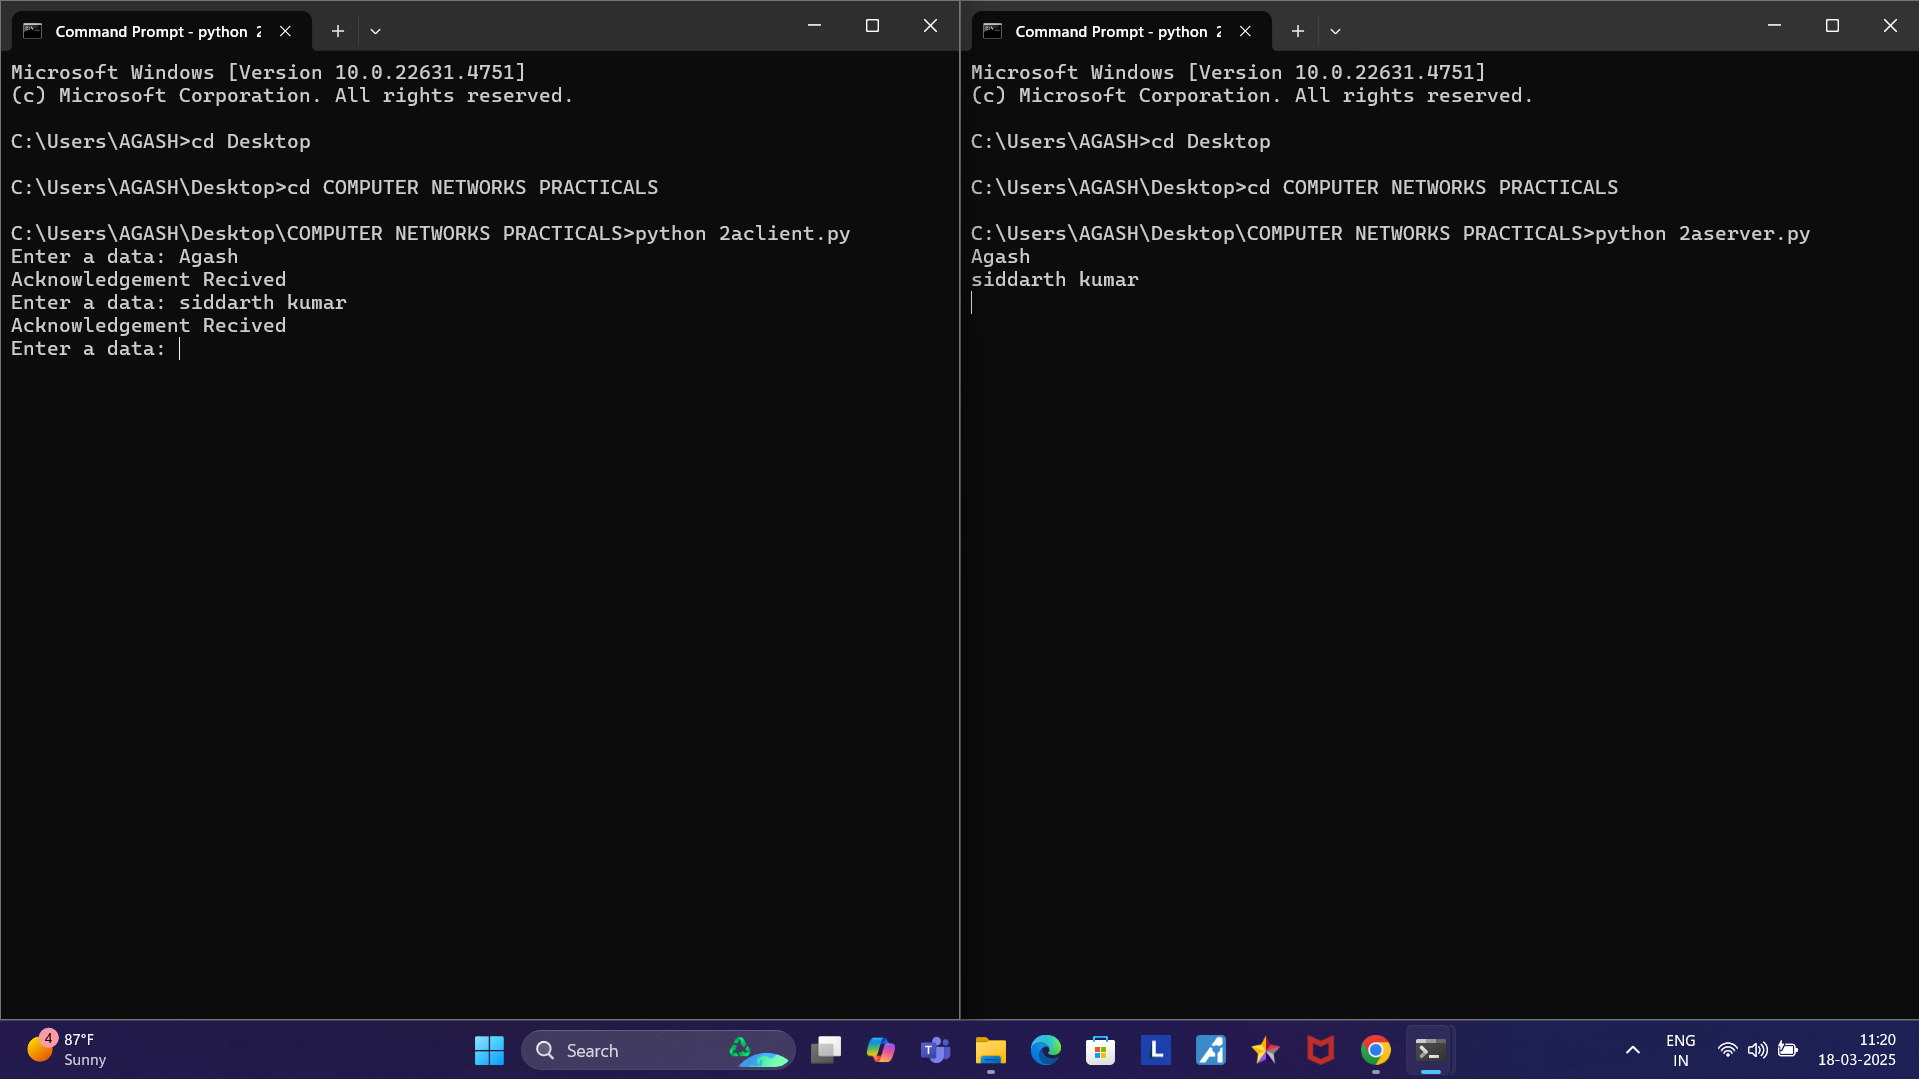 Command Prompt - python 2
Microsoft Windows [Version 10.0.22631.4751]
(c) Microsoft Corporation. All rights reserved.
C:\Users\AGASH>cd Desktop
C:\Users\AGASH\Desktop>cd COMPUTER NETWORKS PRACTICALS
C:\Users\AGASH\Desktop\COMPUTER NETWORKS PRACTICALS>python 2aclient.py
Enter a data: Agash
Acknowledgement Recived
Enter a data: siddarth kumar
Acknowledgement Recived
Enter a data:
Command Prompt - python 2
Microsoft Windows [Version 10.0.22631.4751]
(c) Microsoft Corporation. All rights reserved.
C:\Users\AGASH>cd Desktop
C:\Users\AGASH\Desktop>cd COMPUTER NETWORKS PRACTICALS
C:\Users\AGASH\Desktop\COMPUTER NETWORKS PRACTICALS>python 2aserver.py
Agash
siddarth kumar
4
87°F
Sunny
Search
T
L
ENG
IN
11:20
18-03-2025